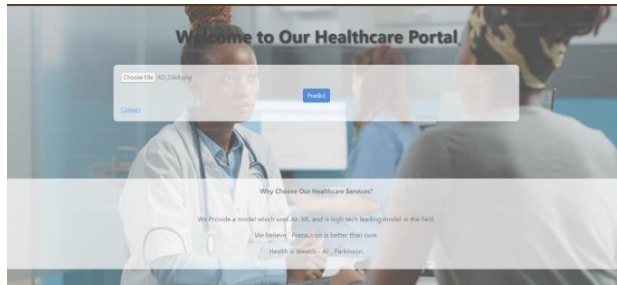 Welcome to Our Healthcare Portal
Choose File AD_2569.png
Predict
Contact
Why Choose Our Healthcare Services?
We Provide a model which uses AI- ML and is high tech leading model in the field.
We believe Precaution is better than cure.
Health is Wealth - AI _ Parkinson